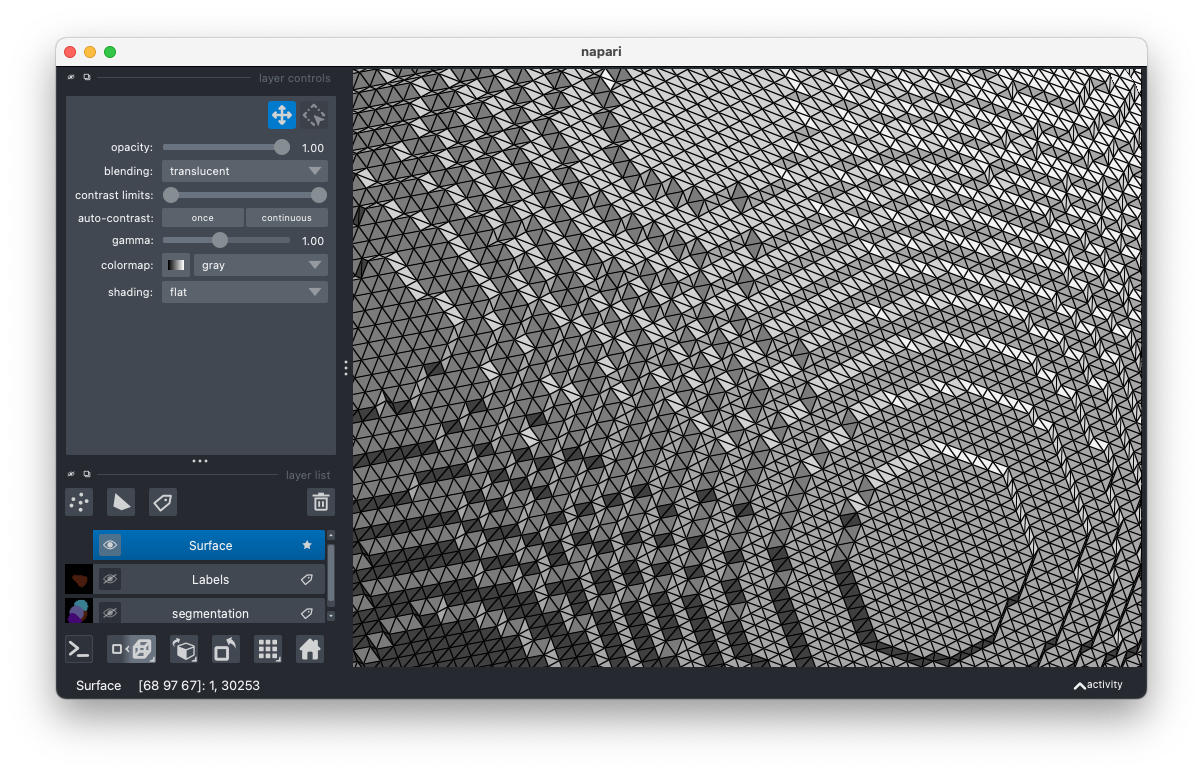 napari
layer controls
opacity: 1.00
blending: translucent
contrast limits:
auto-contrast: once continuous
gamma: 1.00
colormap: gray
shading: flat
layer list
Surface
Labels
segmentation
Surface [68 97 67]: 1, 30253
activity